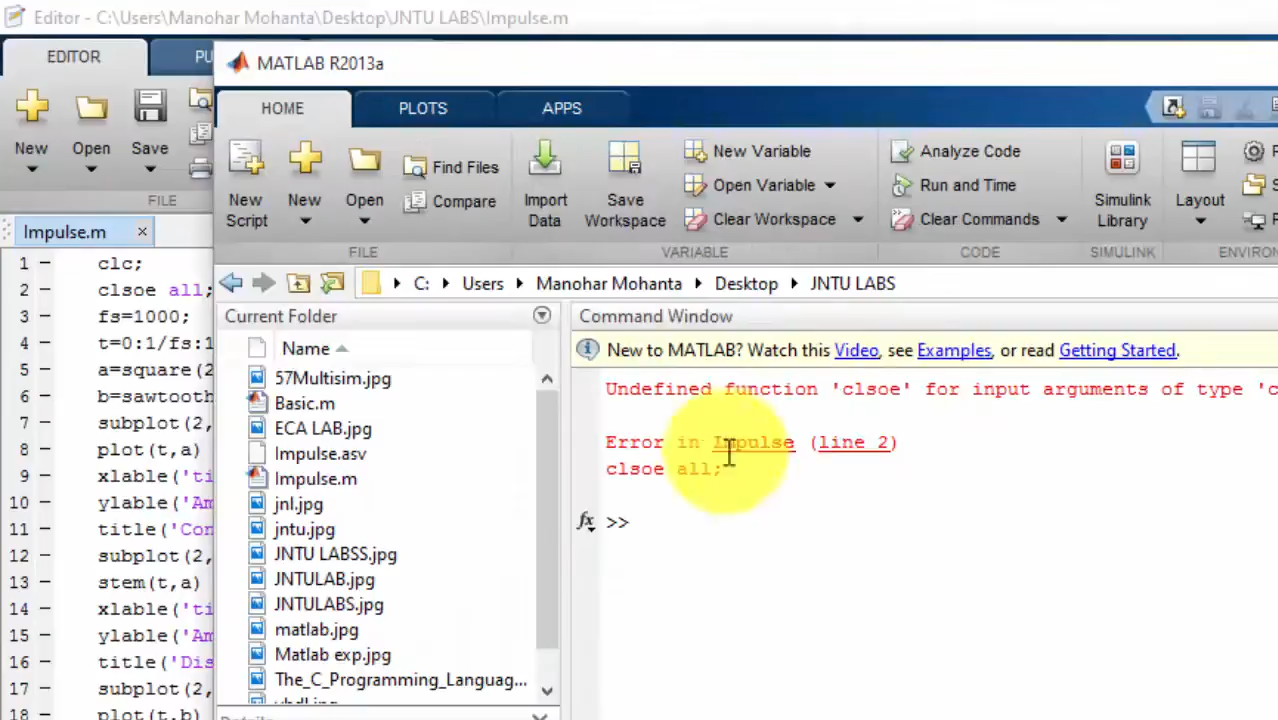 Editor - C:\Users\Manohar Mohanta\Desktop\JNTU LABS\Impulse.m
EDITOR
MATLAB R2013a
HOME PLOTS APPS
New Open Save
FILE
New Script
New
Open
Find Files
Compare
FILE
Import Data
Save Workspace
New Variable
Open Variable
Clear Workspace
VARIABLE
Analyze Code
Run and Time
Clear Commands
CODE
Simulink Library
SIMULINK
Layout
C: Users Manohar Mohanta Desktop JNTU LABS
Impulse.m
1 clc;
2 clsoe all;
3 fs=1000;
4 t=0:1/fs:1
5 a=square(2
6 b=sawtooth
7 subplot(2,
8 plot(t,a)
9 xlable('ti
10 ylable('Am
11 title('Con
12 subplot(2,
13 stem(t,a)
14 xlable('ti
15 ylable('Am
16 title('Dis
17 subplot(2,
18 plot(t,b)
Current Folder
Name
57Multisim.jpg
Basic.m
ECA LAB.jpg
Impulse.asv
Impulse.m
jnl.jpg
jntu.jpg
JNTU LABSS.jpg
JNTULAB.jpg
JNTULABS.jpg
matlab.jpg
Matlab exp.jpg
The_C_Programming_Languag...
Command Window
New to MATLAB? Watch this Video, see Examples, or read Getting Started.
Undefined function 'clsoe' for input arguments of type 'c
Error in Impulse (line 2)
clsoe all;
fx >>